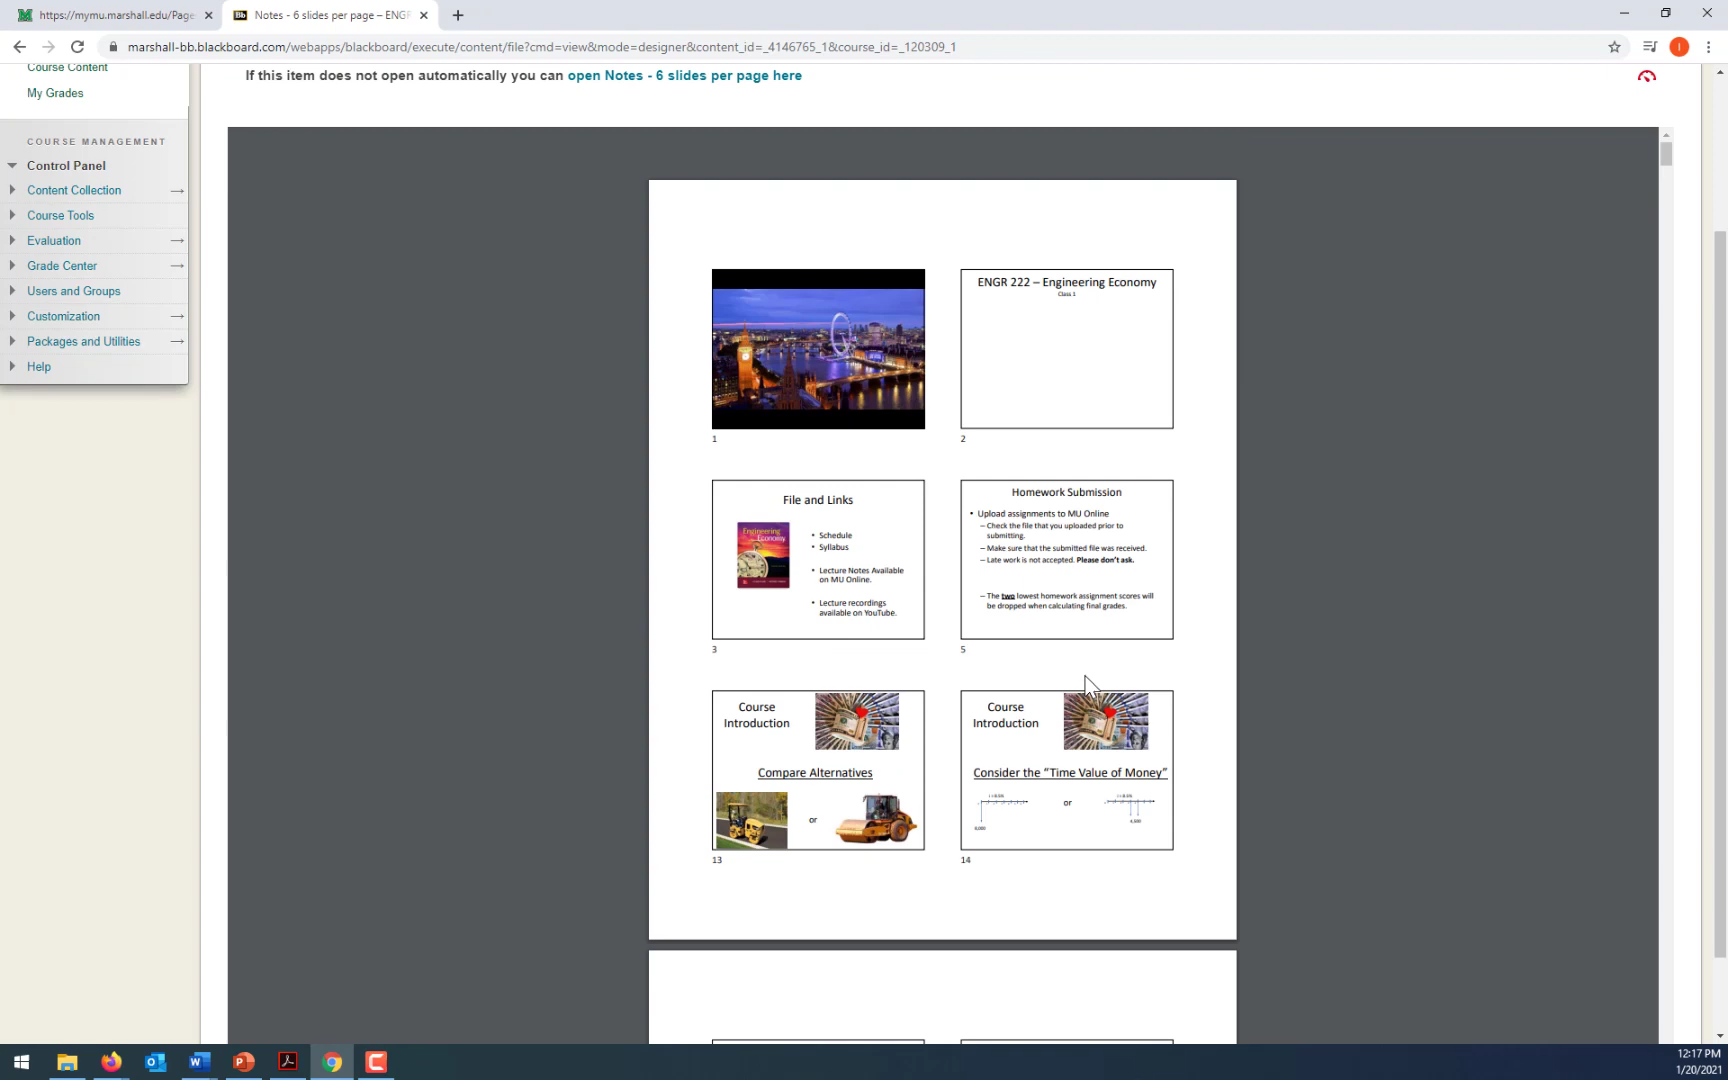 https://mymu.marshall.edu/Page
Notes - 6 slides per page – ENGR
marshall-bb.blackboard.com/webapps/blackboard/execute/content/file?cmd=view&mode=designer&content_id=_4146765_1&course_id=_120309_1
Course Content
My Grades
COURSE MANAGEMENT
Control Panel
Content Collection
Course Tools
Evaluation
Grade Center
Users and Groups
Customization
Packages and Utilities
Help
If this item does not open automatically you can open Notes - 6 slides per page here
1
ENGR 222 – Engineering Economy
Class 1
2
File and Links
Engineering
Economy
• Schedule
• Syllabus
• Lecture Notes Available
on MU Online.
• Lecture recordings
available on YouTube.
3
Homework Submission
• Upload assignments to MU Online
– Check the file that you uploaded prior to
submitting.
– Make sure that the submitted file was received.
– Late work is not accepted. Please don't ask.
– The two lowest homework assignment scores will
be dropped when calculating final grades.
5
Course
Introduction
Compare Alternatives
or
13
Course
Introduction
Consider the “Time Value of Money”
or
14
12:17 PM
1/20/2021